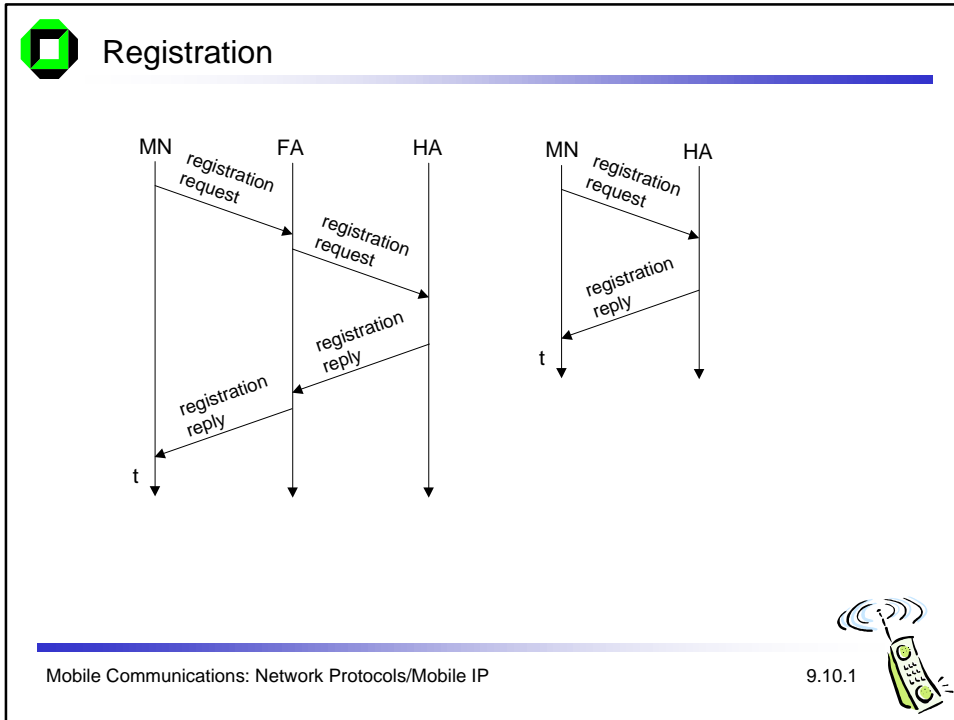 Registration
MN
FA
HA
registration
request
registration
request
registration
reply
registration
reply
t
MN
HA
registration
request
registration
reply
t
Mobile Communications: Network Protocols/Mobile IP
9.10.1